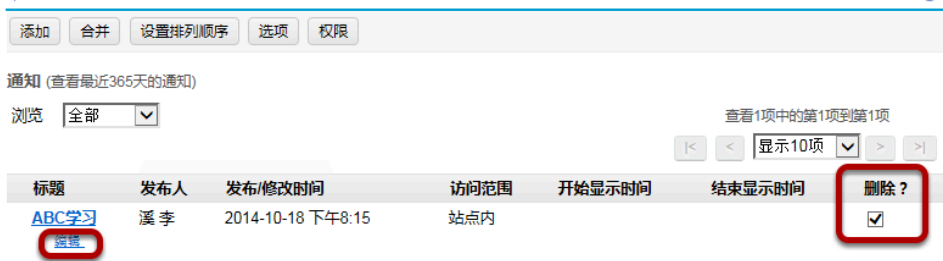 添加 合并 设置排列顺序 选项 权限
通知 (查看最近365天的通知)
浏览 全部
查看1项中的第1项到第1项
|< < 显示10项 > >|
标题 发布人 发布/修改时间 访问范围 开始显示时间 结束显示时间 删除？
ABC学习 溪 李 2014-10-18 下午8:15 站点内
编辑